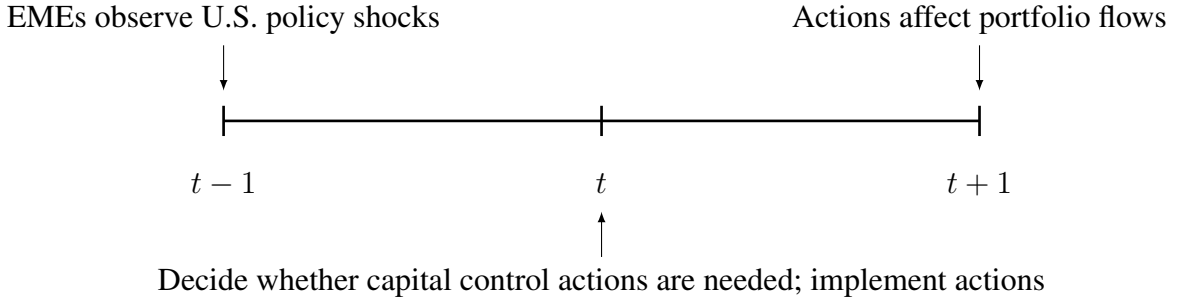 EMEs observe U.S. policy shocks
Actions affect portfolio flows
t − 1
t
t + 1
Decide whether capital control actions are needed; implement actions